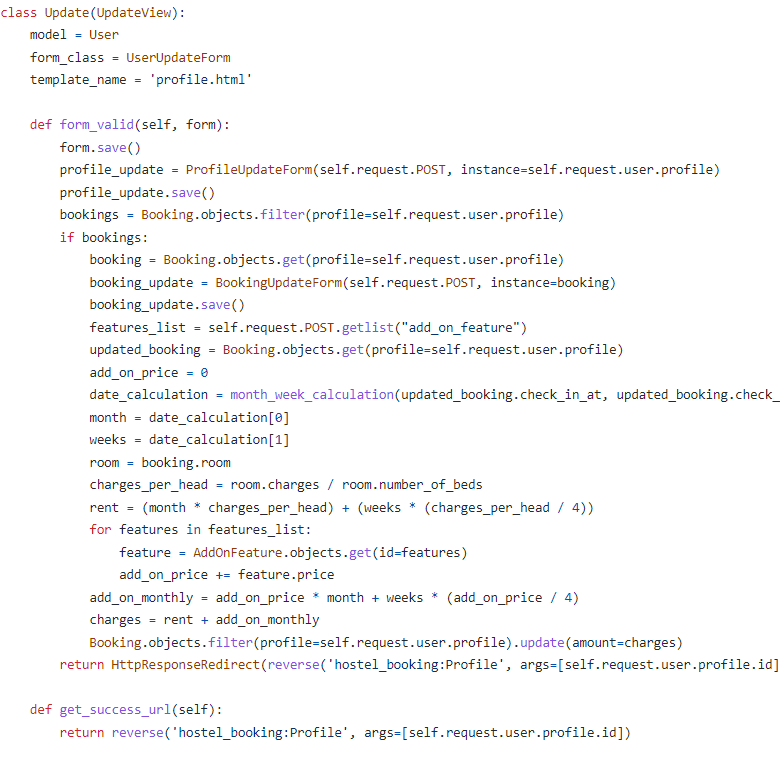 class Update(UpdateView):
    model = User
    form_class = UserUpdateForm
    template_name = 'profile.html'

    def form_valid(self, form):
        form.save()
        profile_update = ProfileUpdateForm(self.request.POST, instance=self.request.user.profile)
        profile_update.save()
        bookings = Booking.objects.filter(profile=self.request.user.profile)
        if bookings:
            booking = Booking.objects.get(profile=self.request.user.profile)
            booking_update = BookingUpdateForm(self.request.POST, instance=booking)
            booking_update.save()
            features_list = self.request.POST.getlist("add_on_feature")
            updated_booking = Booking.objects.get(profile=self.request.user.profile)
            add_on_price = 0
            date_calculation = month_week_calculation(updated_booking.check_in_at, updated_booking.check_
            month = date_calculation[0]
            weeks = date_calculation[1]
            room = booking.room
            charges_per_head = room.charges / room.number_of_beds
            rent = (month * charges_per_head) + (weeks * (charges_per_head / 4))
            for features in features_list:
                feature = AddOnFeature.objects.get(id=features)
                add_on_price += feature.price
            add_on_monthly = add_on_price * month + weeks * (add_on_price / 4)
            charges = rent + add_on_monthly
            Booking.objects.filter(profile=self.request.user.profile).update(amount=charges)
        return HttpResponseRedirect(reverse('hostel_booking:Profile', args=[self.request.user.profile.id]

    def get_success_url(self):
        return reverse('hostel_booking:Profile', args=[self.request.user.profile.id])